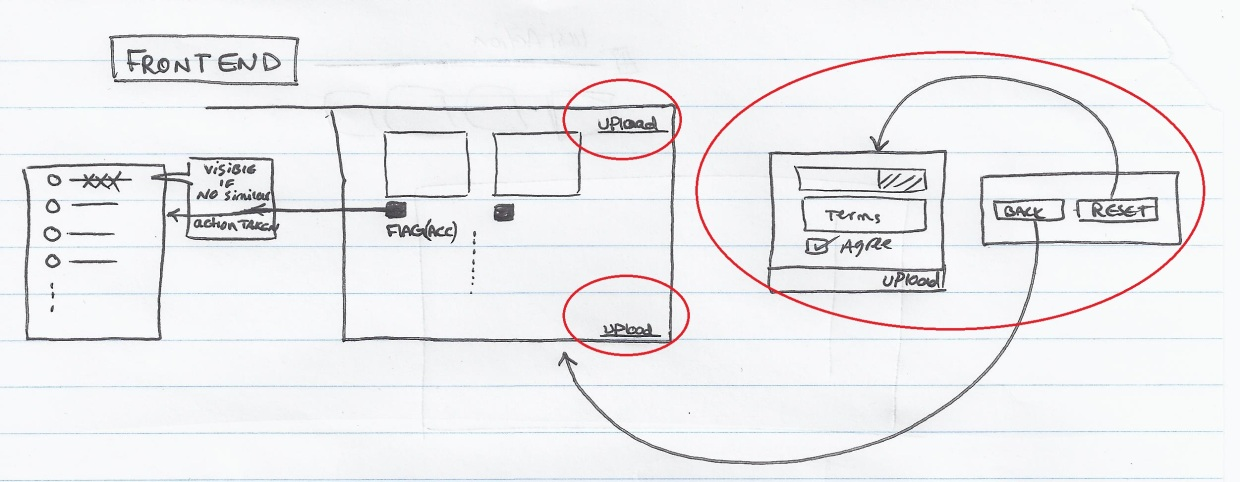 FRONTEND
UPload
VISIBLE
IF
NO Similar
action TAKEN
FLAG(ACC)
UPload
Terms
AgREE
UPload
BACK
RESET